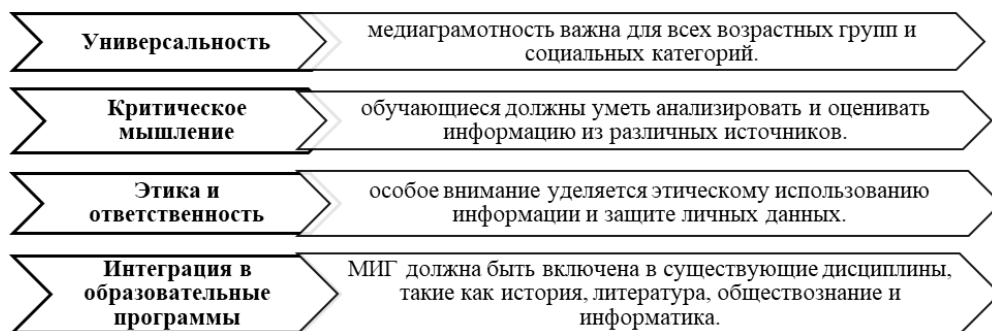 Универсальность
медиаграмотность важна для всех возрастных групп и
социальных категорий.
Критическое
мышление
обучающиеся должны уметь анализировать и оценивать
информацию из различных источников.
Этика и
ответственность
особое внимание уделяется этическому использованию
информации и защите личных данных.
Интеграция в
образовательные
программы
МИГ должна быть включена в существующие дисциплины,
такие как история, литература, обществознание и
информатика.